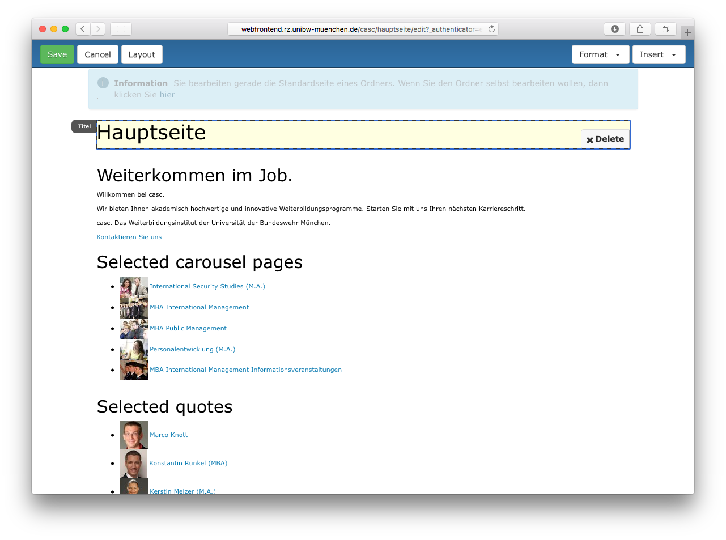 webfrontend.rz.unibw-muenchen.de/casc/hauptseite/edit?_authenticator=
Save Cancel Layout Format Insert
Information Sie bearbeiten gerade die Standardseite eines Ordners. Wenn Sie den Ordner selbst bearbeiten wollen, dann
klicken Sie hier
Titel
Hauptseite
Delete
Weiterkommen im Job.
Willkommen bei casc.
Wir bieten Ihnen akademisch hochwertige und innovative Weiterbildungsprogramme. Starten Sie mit uns Ihren nächsten Karriereschritt.
casc. Das Weiterbildungsinstitut der Universität der Bundeswehr München.
Kontaktieren Sie uns
Selected carousel pages
International Security Studies (M.A.)
MBA International Management
MBA Public Management
Personalentwicklung (M.A.)
MBA International Management Informationsveranstaltungen
Selected quotes
Marco Knott
Konstantin Runkel (MBA)
Kerstin Melzer (M.A.)